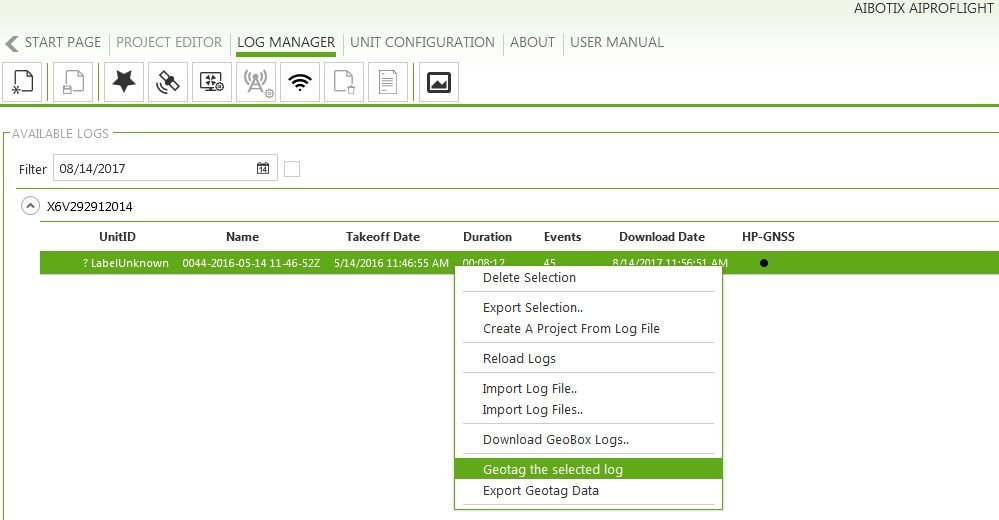 AIBOTIX AIPROFLIGHT
START PAGE PROJECT EDITOR LOG MANAGER UNIT CONFIGURATION ABOUT USER MANUAL
AVAILABLE LOGS
Filter 08/14/2017 14
X6V292912014
UnitID Name Takeoff Date Duration Events Download Date HP-GNSS
? LabelUnknown 0044-2016-05-14 11-46-52Z 5/14/2016 11:46:55 AM 00:08:12 45 8/14/2017 11:56:51 AM
Delete Selection
Export Selection..
Create A Project From Log File
Reload Logs
Import Log File..
Import Log Files..
Download GeoBox Logs..
Geotag the selected log
Export Geotag Data